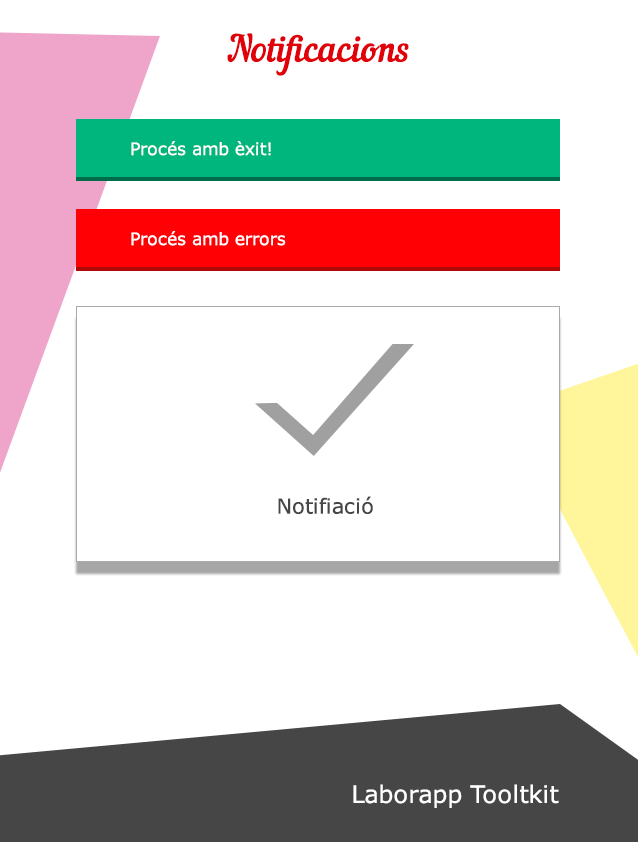 Notificacions
Procés amb èxit!
Procés amb errors
Notifiació
Laborapp Tooltkit